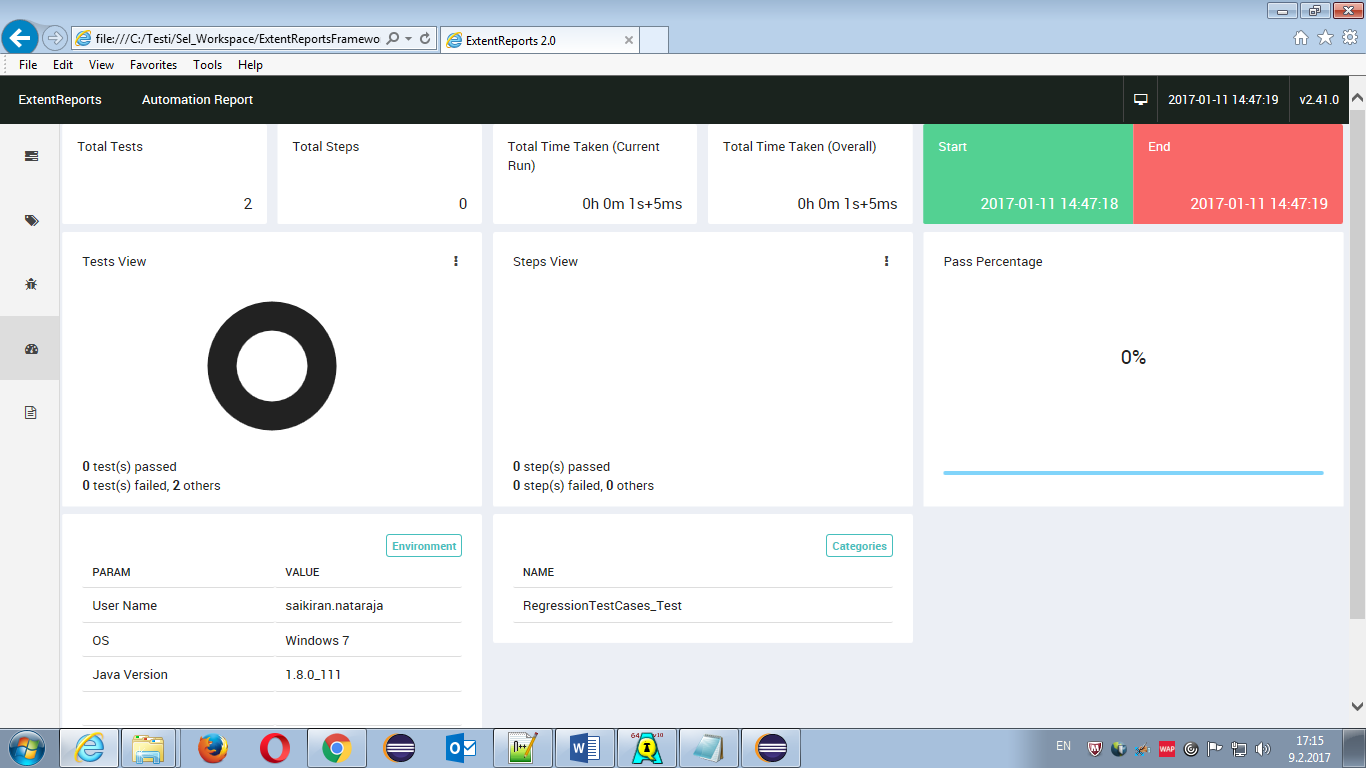 file:///C:/Testi/Sel_Workspace/ExtentReportsFramewo
ExtentReports 2.0
File Edit View Favorites Tools Help
ExtentReports Automation Report 2017-01-11 14:47:19 v2.41.0
Total Tests
2
Total Steps
0
Total Time Taken (Current
Run)
0h 0m 1s+5ms
Total Time Taken (Overall)
0h 0m 1s+5ms
Start
2017-01-11 14:47:18
End
2017-01-11 14:47:19
Tests View
0 test(s) passed
0 test(s) failed, 2 others
Steps View
0 step(s) passed
0 step(s) failed, 0 others
Pass Percentage
0%
Environment
PARAM VALUE
User Name saikiran.nataraja
OS Windows 7
Java Version 1.8.0_111
Categories
NAME
RegressionTestCases_Test
EN
WAP
17:15
9.2.2017